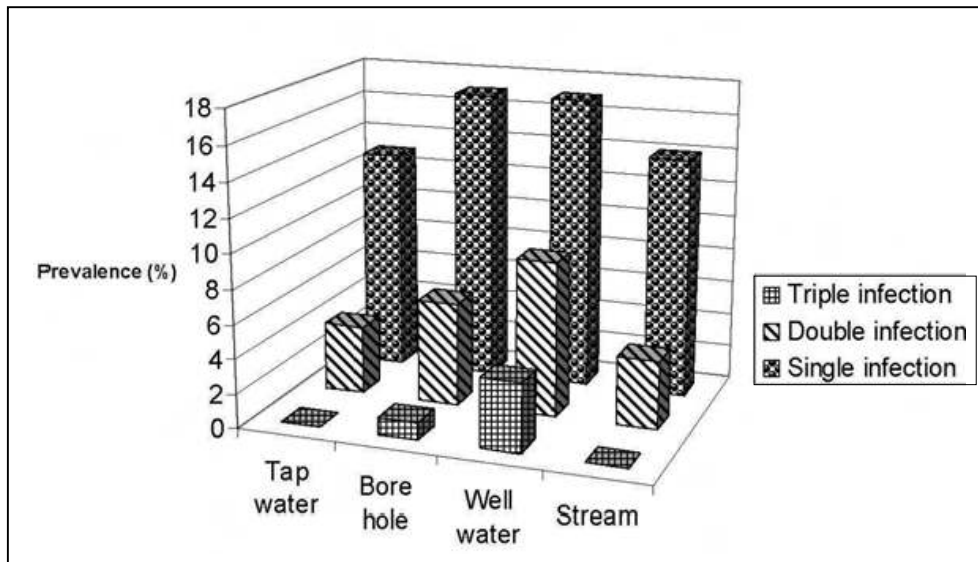 18
16
14
12
10
8
6
4
2
0
Prevalence (%)
Tap
water
Bore
hole
Well
water
Stream
Triple infection
Double infection
Single infection